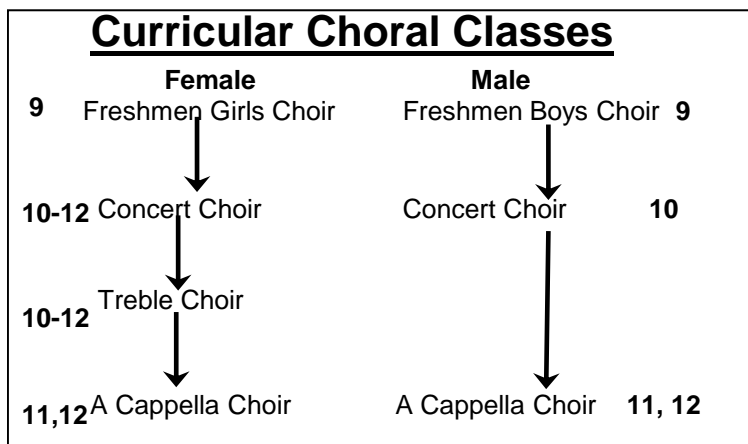 Curricular Choral Classes
Female Male
9 Freshmen Girls Choir Freshmen Boys Choir 9
10-12 Concert Choir Concert Choir 10
10-12 Treble Choir
11,12 A Cappella Choir A Cappella Choir 11, 12